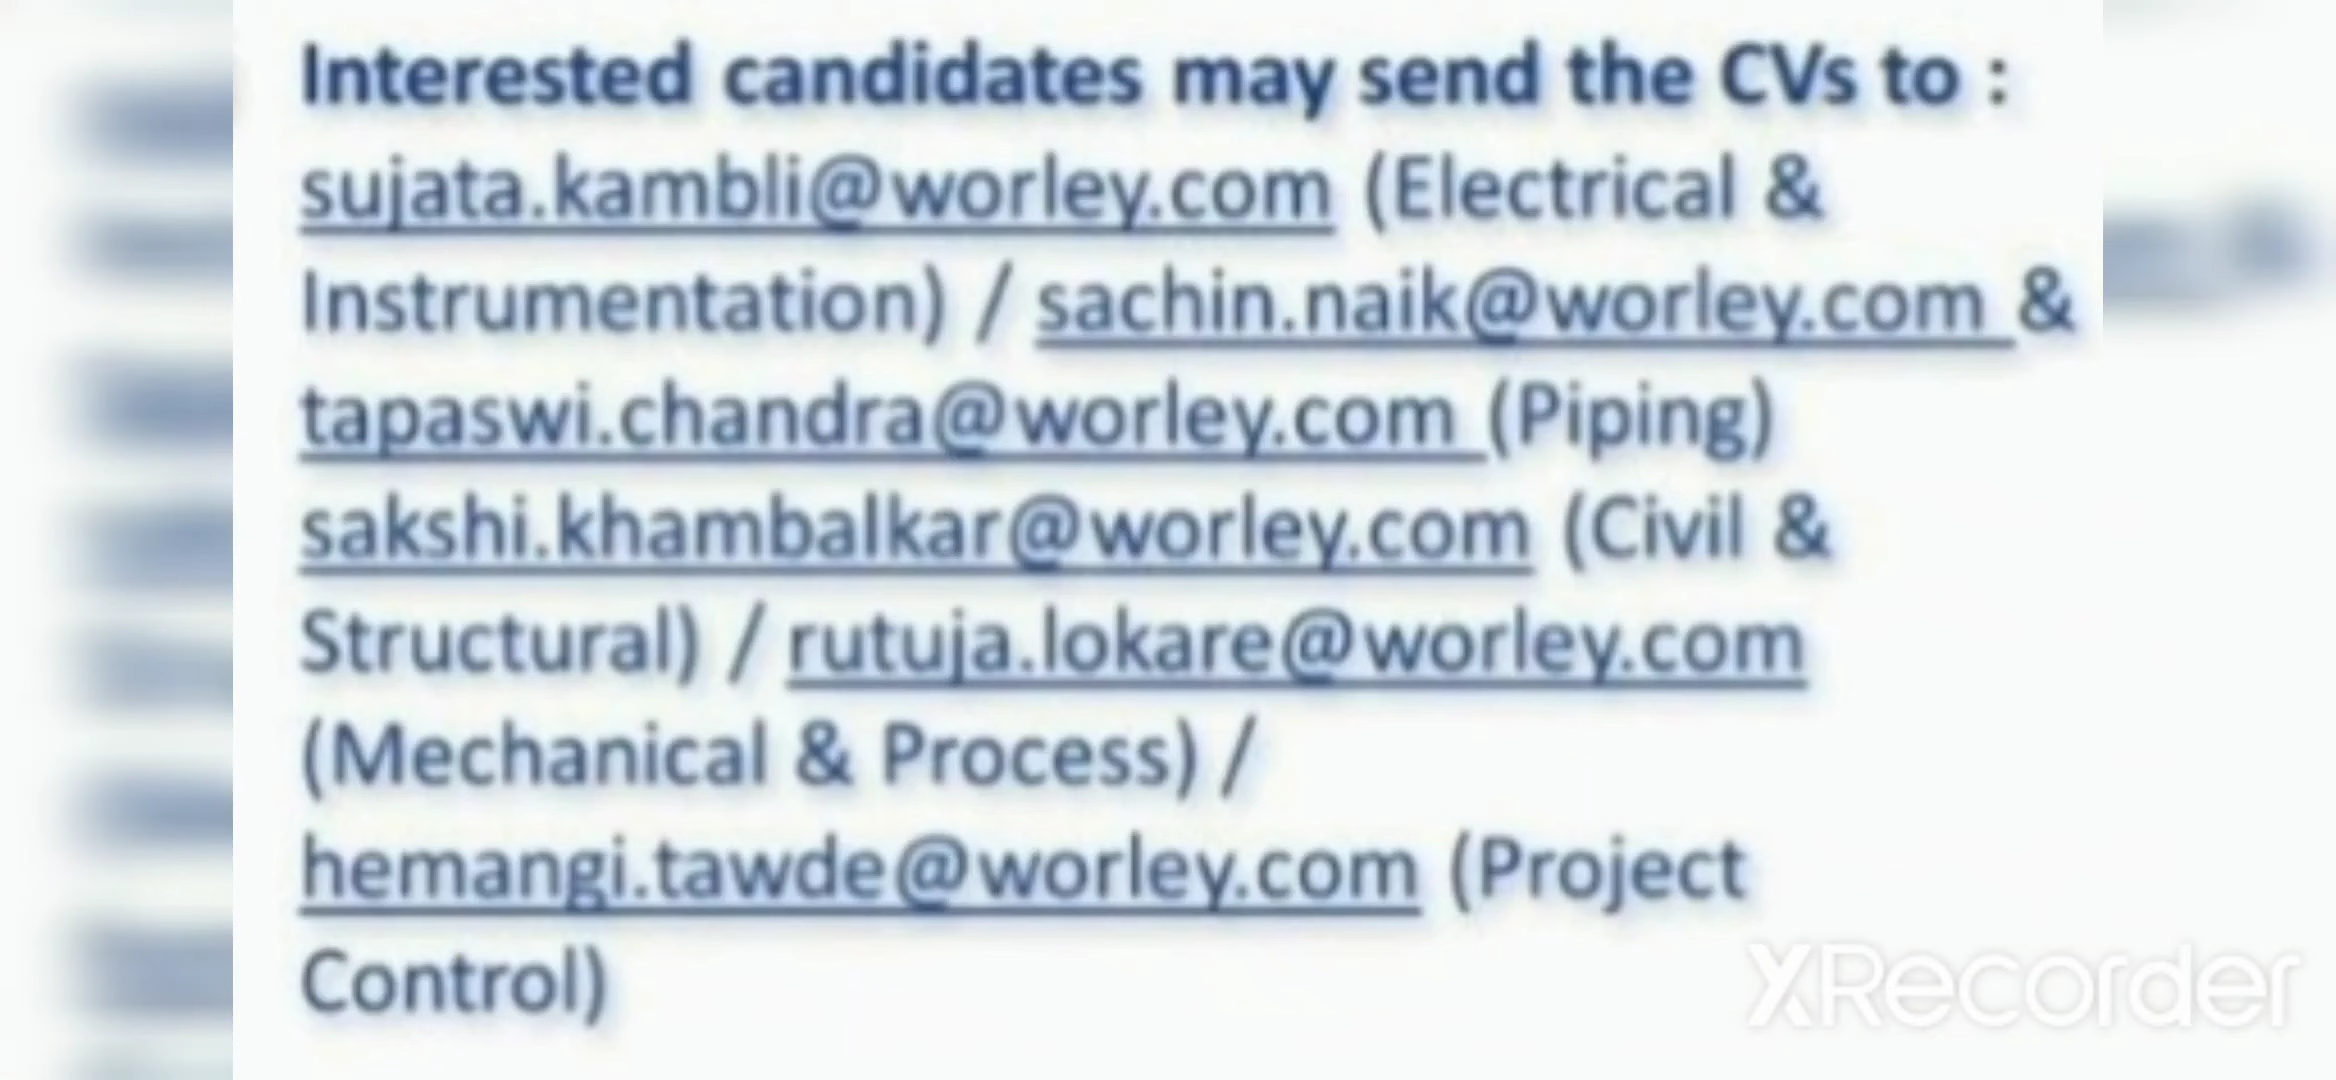 Interested candidates may send the CVs to :
sujata.kambli@worley.com (Electrical &
Instrumentation) / sachin.naik@worley.com &
tapaswi.chandra@worley.com (Piping)
sakshi.khambalkar@worley.com (Civil &
Structural) / rutuja.lokare@worley.com
(Mechanical & Process) /
hemangi.tawde@worley.com (Project
Control)
XRecorder